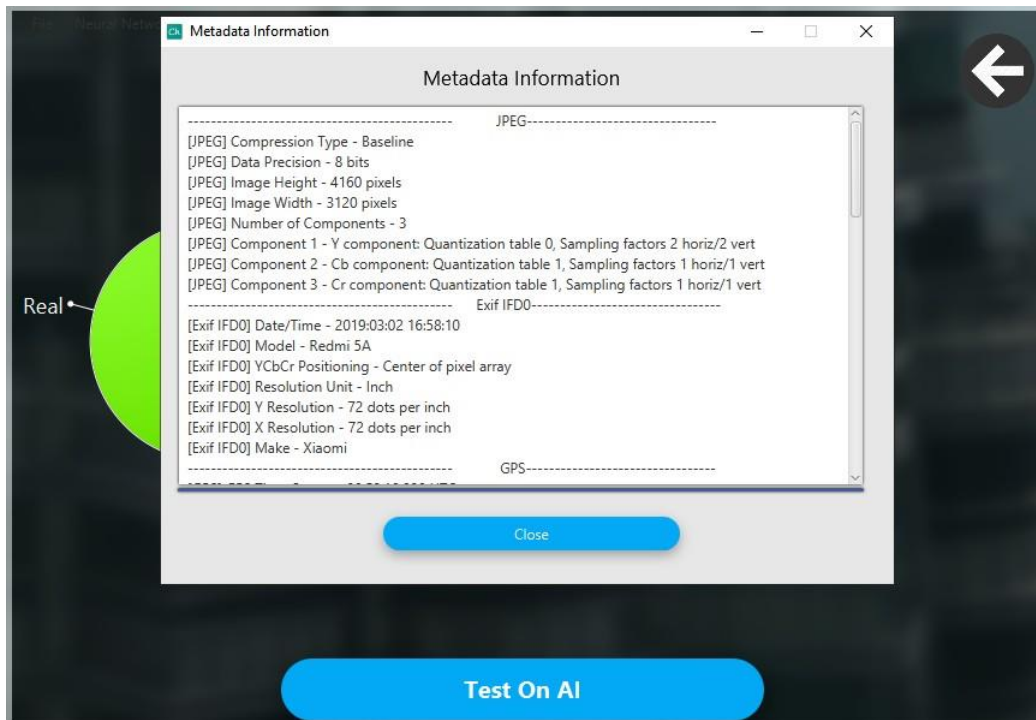 File Neural Netw
Ch Metadata Information
Metadata Information
--------------------------------------------- JPEG---------------------------------
[JPEG] Compression Type - Baseline
[JPEG] Data Precision - 8 bits
[JPEG] Image Height - 4160 pixels
[JPEG] Image Width - 3120 pixels
[JPEG] Number of Components - 3
[JPEG] Component 1 - Y component: Quantization table 0, Sampling factors 2 horiz/2 vert
[JPEG] Component 2 - Cb component: Quantization table 1, Sampling factors 1 horiz/1 vert
[JPEG] Component 3 - Cr component: Quantization table 1, Sampling factors 1 horiz/1 vert
--------------------------------------------- Exif IFD0---------------------------------
Real
[Exif IFD0] Date/Time - 2019:03:02 16:58:10
[Exif IFD0] Model - Redmi 5A
[Exif IFD0] YCbCr Positioning - Center of pixel array
[Exif IFD0] Resolution Unit - Inch
[Exif IFD0] Y Resolution - 72 dots per inch
[Exif IFD0] X Resolution - 72 dots per inch
[Exif IFD0] Make - Xiaomi
--------------------------------------------- GPS---------------------------------
Close
Test On AI